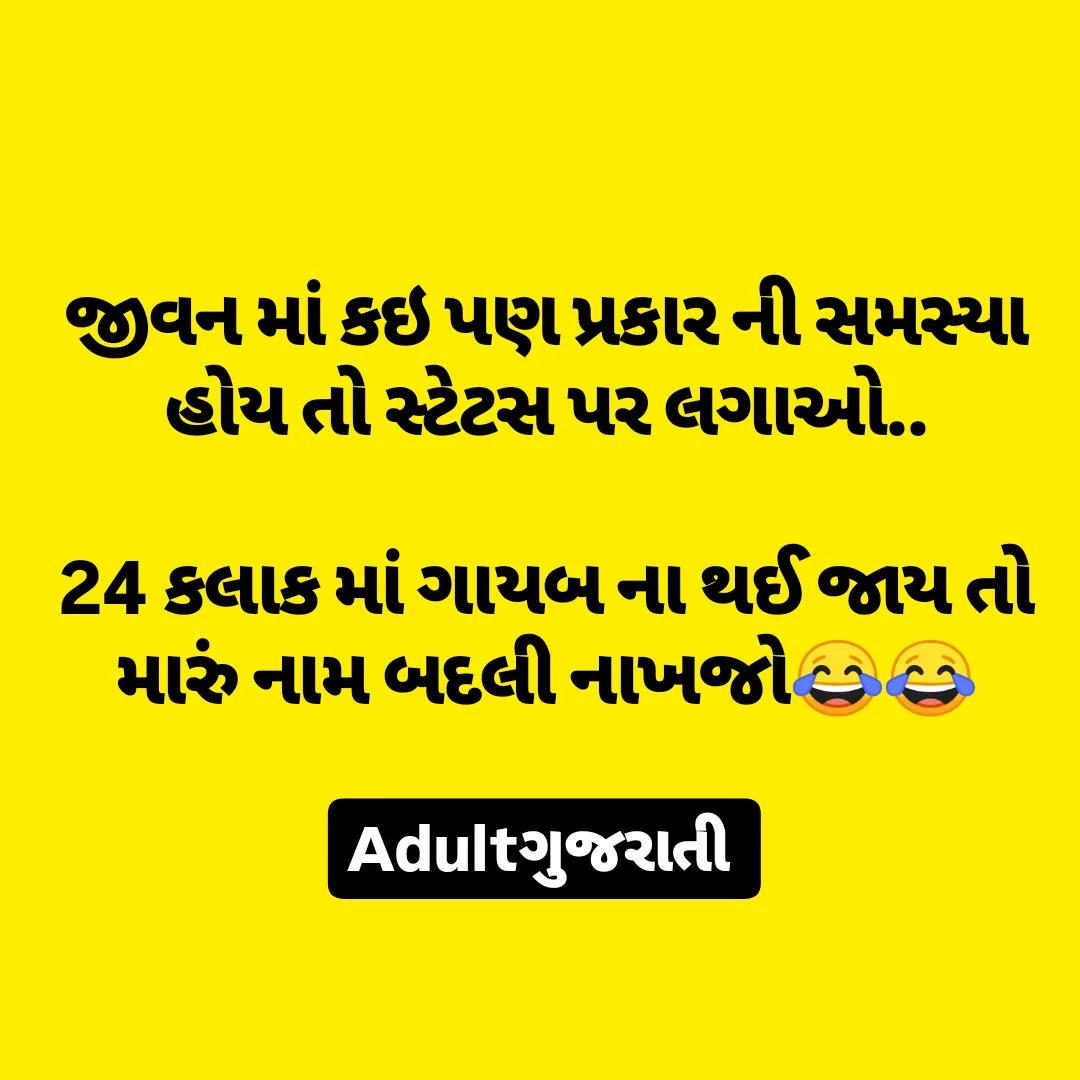 જીવન માં કઇ પણ પ્રકાર ની સમસ્યા
હોય તો સ્ટેટસ પર લગાઓ..
24 કલાક માં ગાયબ ના થઈ જાય તો
મારું નામ બદલી નાખજો😂😂
Adultગુજરાતી